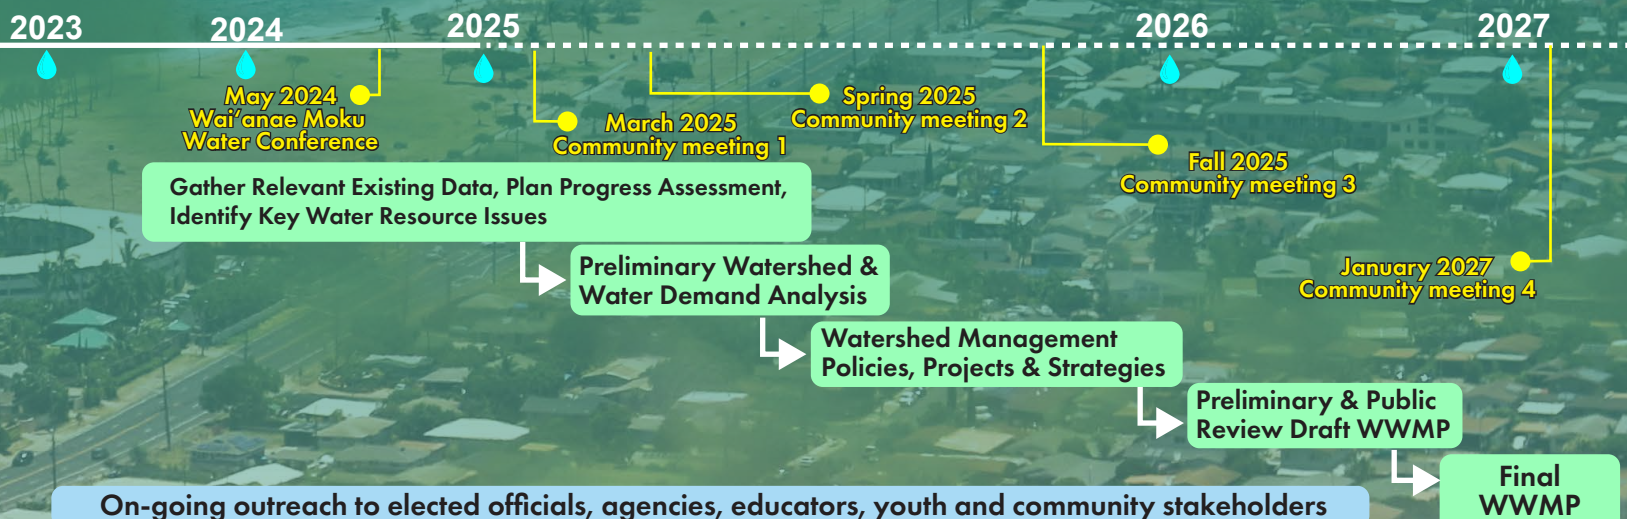 2023
2024
2025
2026
2027
May 2024
Wai‘anae Moku
Water Conference
March 2025
Community meeting 1
Spring 2025
Community meeting 2
Fall 2025
Community meeting 3
January 2027
Community meeting 4
Gather Relevant Existing Data, Plan Progress Assessment,
Identify Key Water Resource Issues
Preliminary Watershed &
Water Demand Analysis
Watershed Management
Policies, Projects & Strategies
Preliminary & Public
Review Draft WWMP
Final
WWMP
On-going outreach to elected officials, agencies, educators, youth and community stakeholders